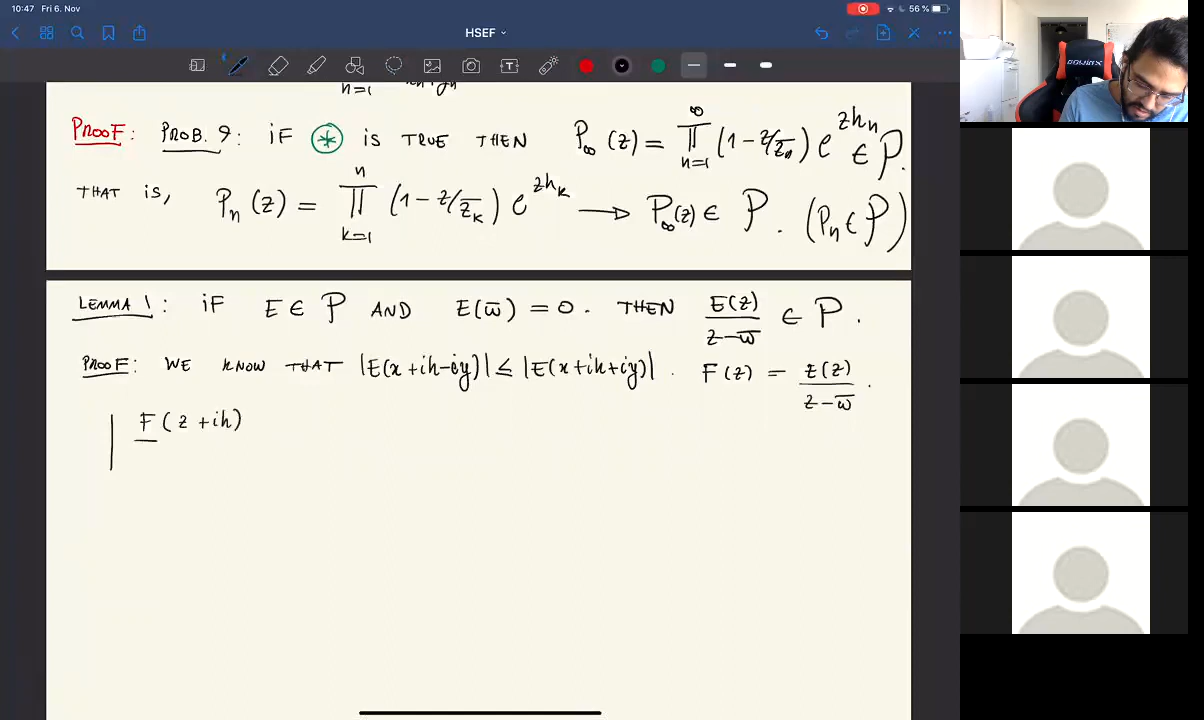 10:47 Fri 6. Nov
56 %
HSEF
n=1
PROOF: PROB. 9: iF (*) is TRUE THEN P∞(z) = ∏_{n=1}^{∞} (1 - z/z̄n) e^{zhn} ∈ P.
THAT is, Pn(z) = ∏_{k=1}^{n} (1 - z/z̄k) e^{zhk} ⟶ P∞(z) ∈ P. (Pn ∈ P)
LEMMA 1: iF E ∈ P AND E(w̄) = 0. THEN E(z)/(z - w̄) ∈ P.
PROOF: WE KNOW THAT |E(x+ih-iy)| ≤ |E(x+ih+iy)|. F(z) = E(z)/(z - w̄).
| F(z+ih)